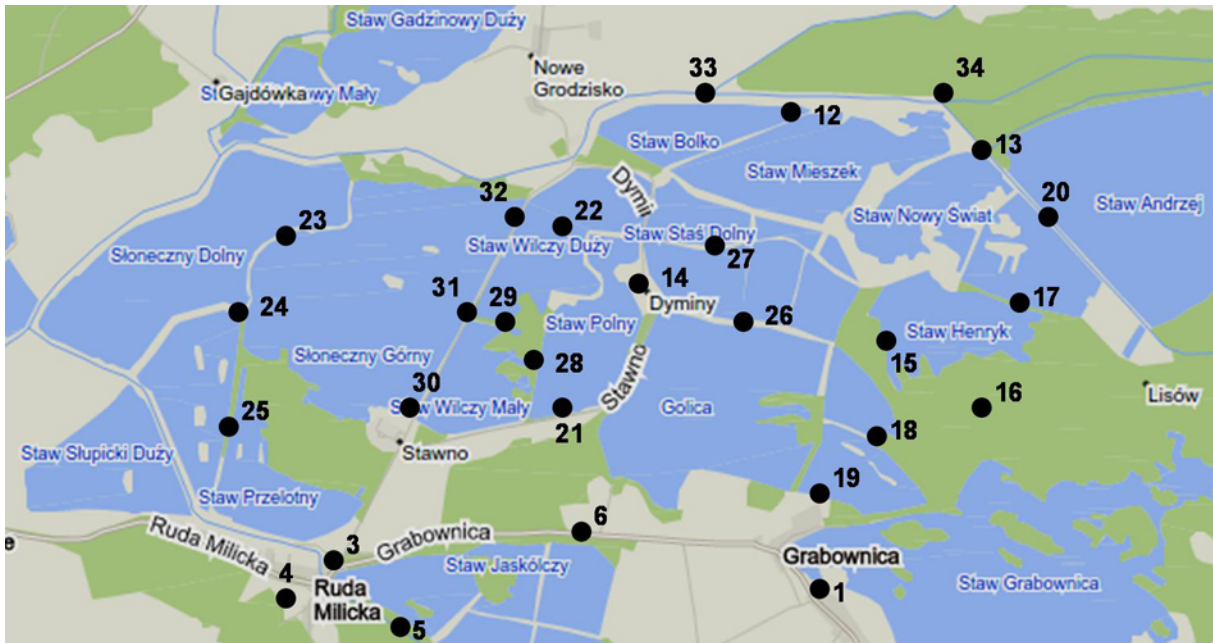 Staw Gadzinowy Duży
Nowe
Grodzisko
Gajdówka
wy Mały
33
34
12
Staw Bolko
13
Staw Mieszek
Dymin
32
22
20
Staw Andrzej
Staw Nowy Świat
23
Staw Wilczy Duży
Staw Staś Dolny
27
Słoneczny Dolny
14
Dyminy
24
31
29
26
17
Staw Polny
Staw Henryk
15
Słoneczny Górny
28
Stawno
Lisów
30
Staw Wilczy Mały
21
Golica
16
25
18
Stawno
Staw Słupicki Duży
Staw Przelotny
19
6
Ruda Milicka
3
Grabownica
Grabownica
e
4
Staw Jaskólczy
Staw Grabownica
Ruda
Milicka
1
5